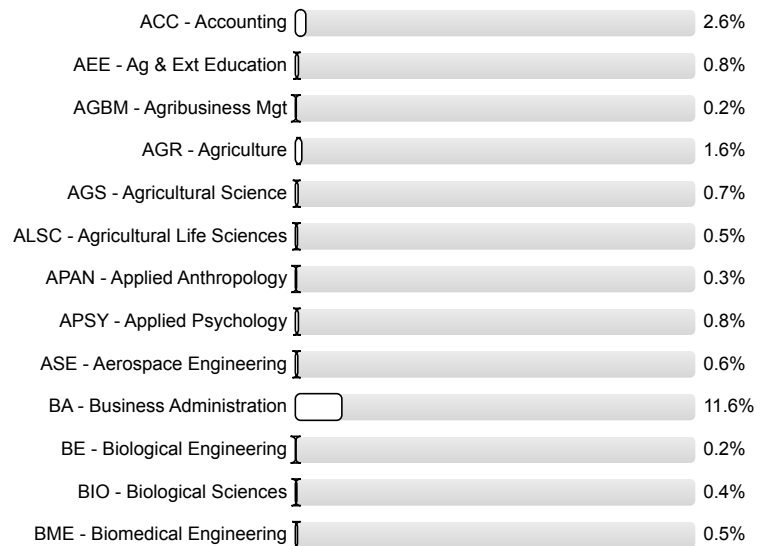 ACC - Accounting 2.6%
AEE - Ag & Ext Education 0.8%
AGBM - Agribusiness Mgt 0.2%
AGR - Agriculture 1.6%
AGS - Agricultural Science 0.7%
ALSC - Agricultural Life Sciences 0.5%
APAN - Applied Anthropology 0.3%
APSY - Applied Psychology 0.8%
ASE - Aerospace Engineering 0.6%
BA - Business Administration 11.6%
BE - Biological Engineering 0.2%
BIO - Biological Sciences 0.4%
BME - Biomedical Engineering 0.5%